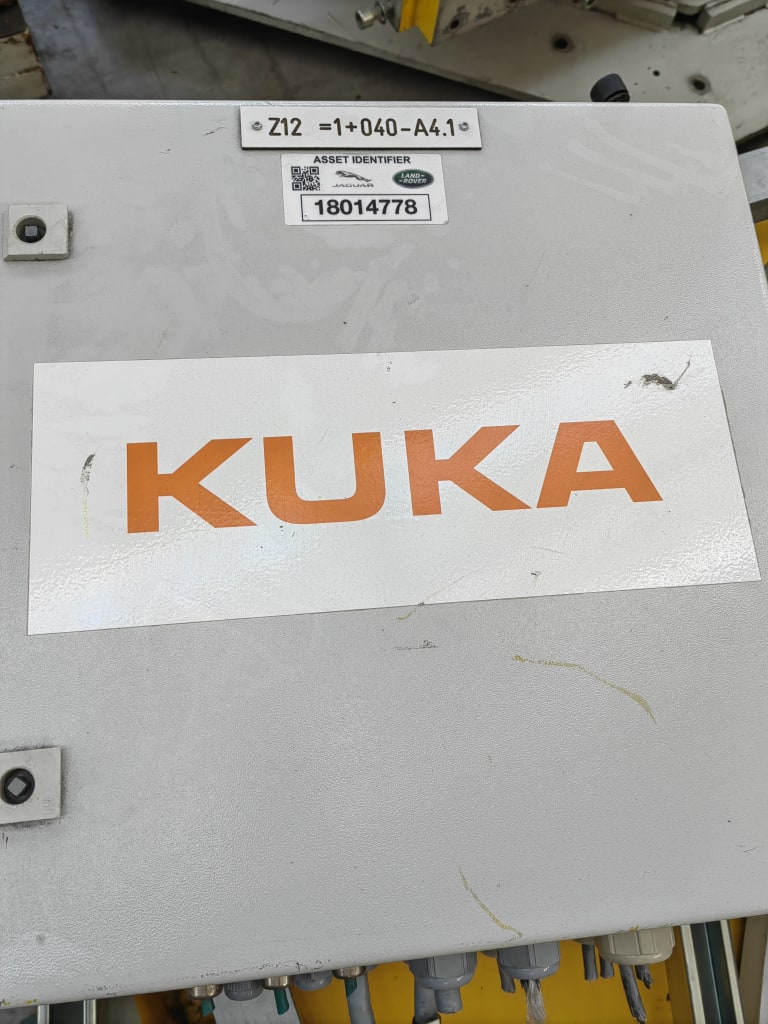 Z12 =1+040-A4.1
ASSET IDENTIFIER
JAGUAR
LAND-
-ROVER
18014778
KUKA